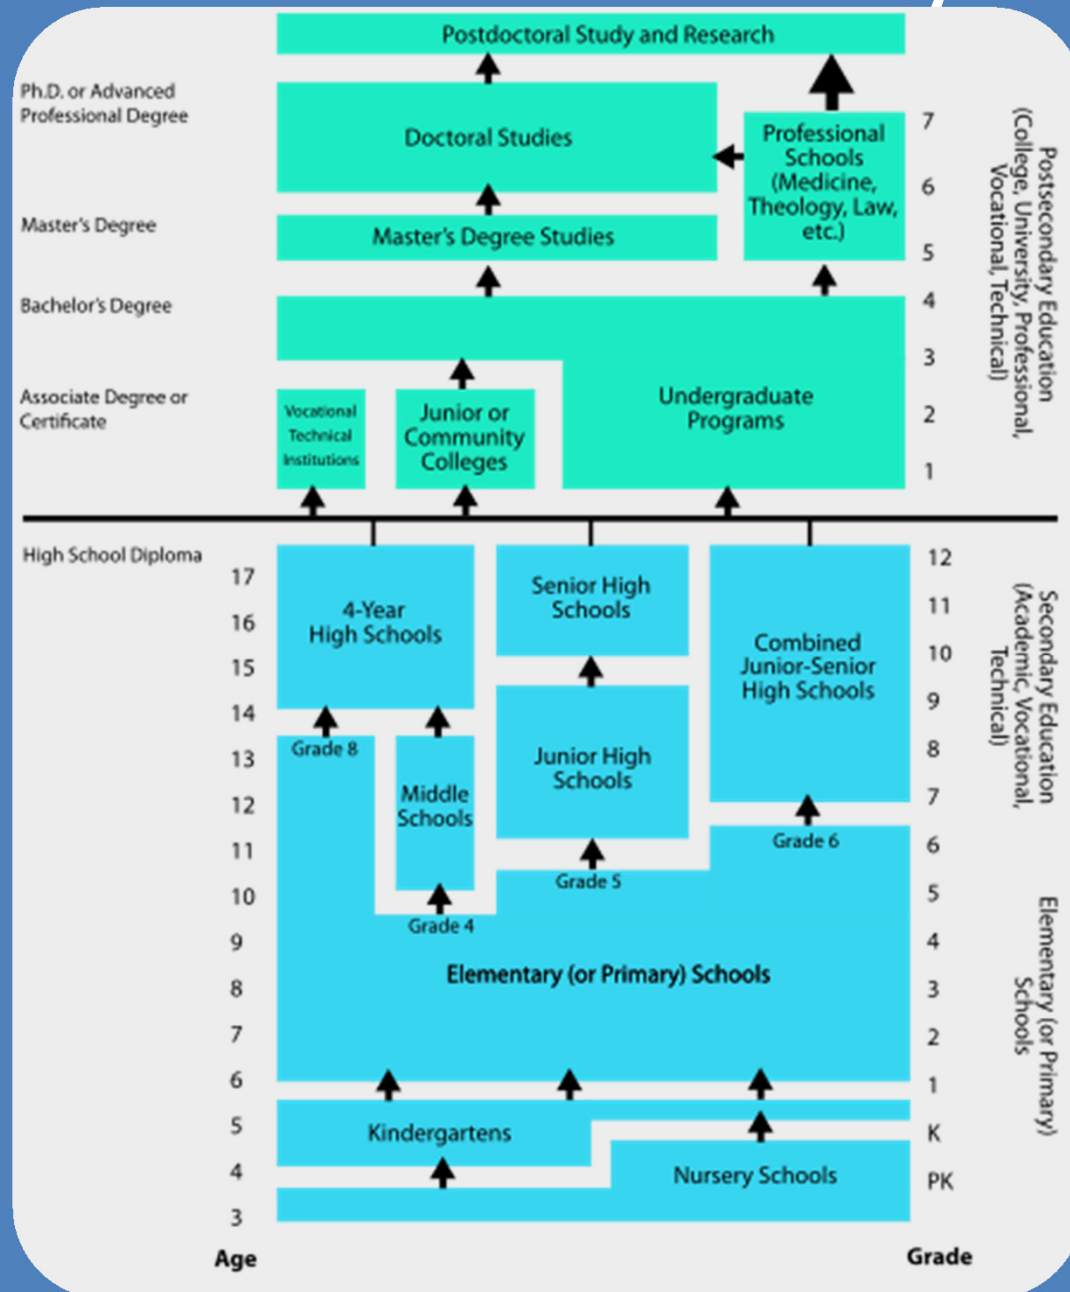 Postdoctoral Study and Research
Ph.D. or Advanced
Professional Degree
Doctoral Studies
Professional
Schools
(Medicine,
Theology, Law,
etc.)
7
6
5
Master's Degree
Master's Degree Studies
Bachelor's Degree
4
3
2
1
Associate Degree or
Certificate
Vocational
Technical
Institutions
Junior or
Community
Colleges
Undergraduate
Programs
Postsecondary Education
(College, University, Professional,
Vocational, Technical)
High School Diploma
17
16
15
14
13
12
11
10
9
8
7
6
5
4
3
Age
4-Year
High Schools
Senior High
Schools
Combined
Junior-Senior
High Schools
Grade 8
Middle
Schools
Junior High
Schools
Grade 6
Grade 5
Grade 4
Elementary (or Primary) Schools
Kindergartens
Nursery Schools
12
11
10
9
8
7
6
5
4
3
2
1
K
PK
Grade
Secondary Education
(Academic, Vocational,
Technical)
Elementary (or Primary)
Schools